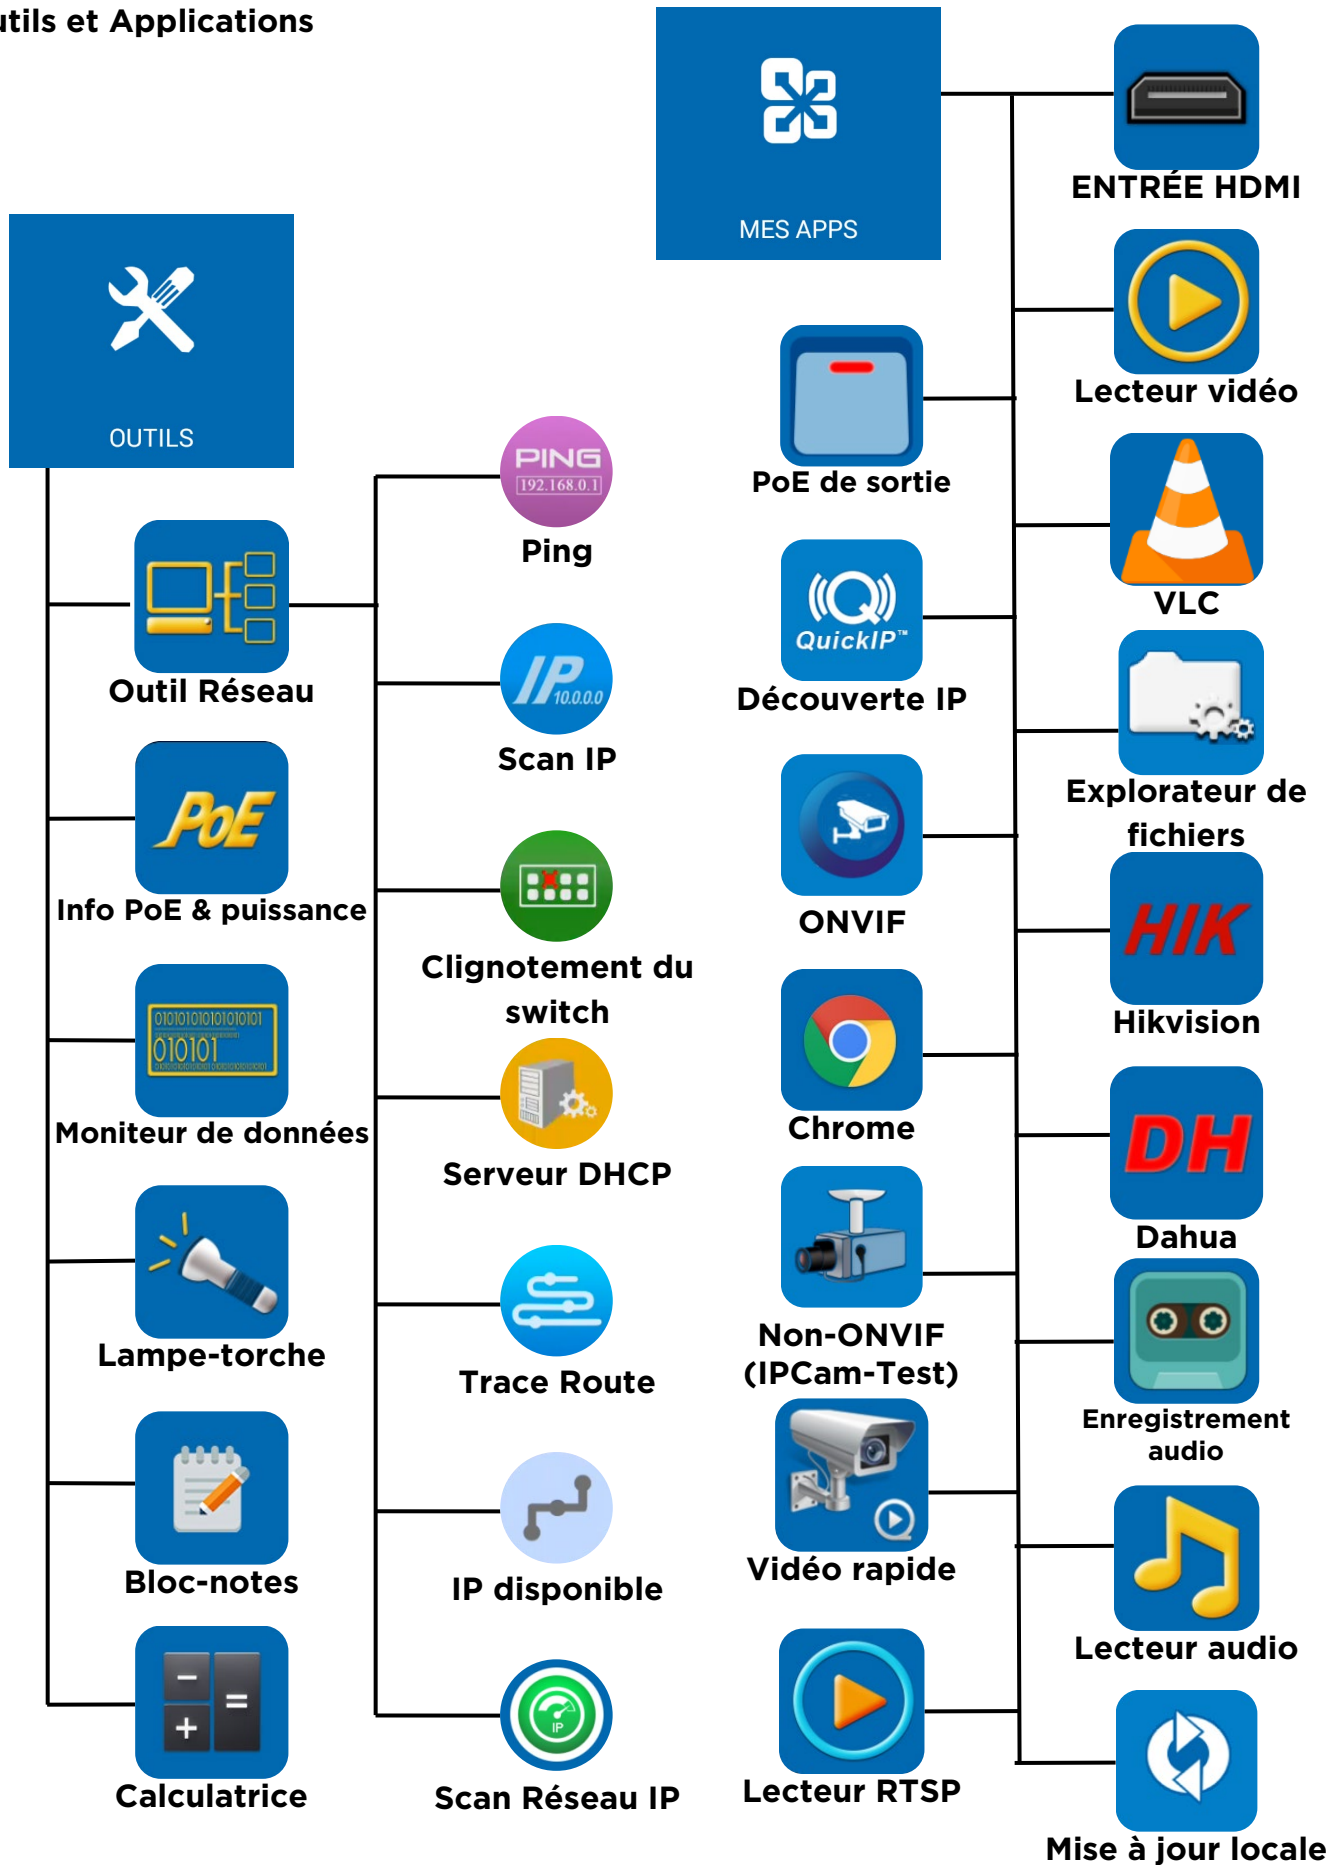 utils et Applications
OUTILS
Outil Réseau
PoE
Info PoE & puissance
010101010101010101
010101
Moniteur de données
Lampe-torche
Bloc-notes
Calculatrice
PING
192.168.0.1
Ping
IP
10.0.0.0
Scan IP
Clignotement du
switch
Serveur DHCP
Trace Route
IP disponible
IP
Scan Réseau IP
MES APPS
PoE de sortie
Q
QuickIP™
Découverte IP
ONVIF
Chrome
Non-ONVIF
(IPCam-Test)
Vidéo rapide
Lecteur RTSP
ENTRÉE HDMI
Lecteur vidéo
VLC
Explorateur de
fichiers
HIK
Hikvision
DH
Dahua
Enregistrement
audio
Lecteur audio
Mise à jour locale